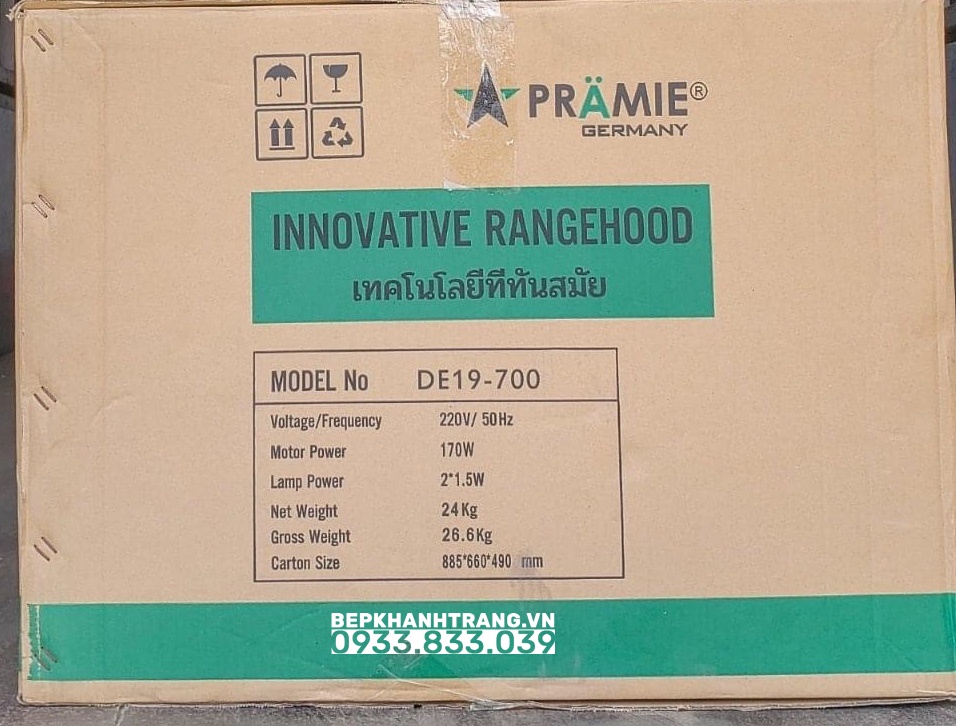 PRÄMIE®
GERMANY
INNOVATIVE RANGEHOOD
เทคโนโลยีทีทันสมัย
MODEL No DE19-700
Voltage/Frequency 220V/ 50Hz
Motor Power 170W
Lamp Power 2*1.5W
Net Weight 24Kg
Gross Weight 26.6Kg
Carton Size 885*660*490 mm
BEPKHANHTRANG.VN
0933.833.039